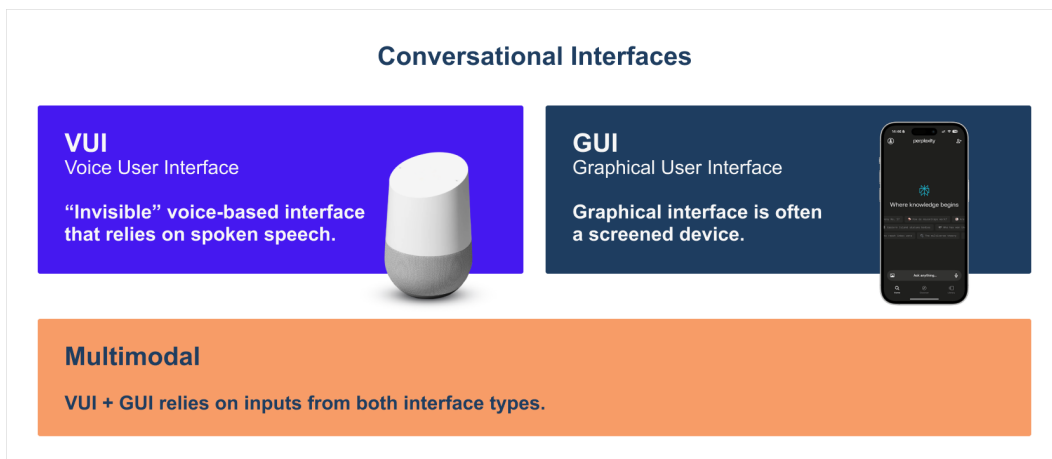 Conversational Interfaces
VUI
Voice User Interface
“Invisible” voice-based interface
that relies on spoken speech.
GUI
Graphical User Interface
Graphical interface is often
a screened device.
perplexity
Where knowledge begins
Ask anything...
Multimodal
VUI + GUI relies on inputs from both interface types.